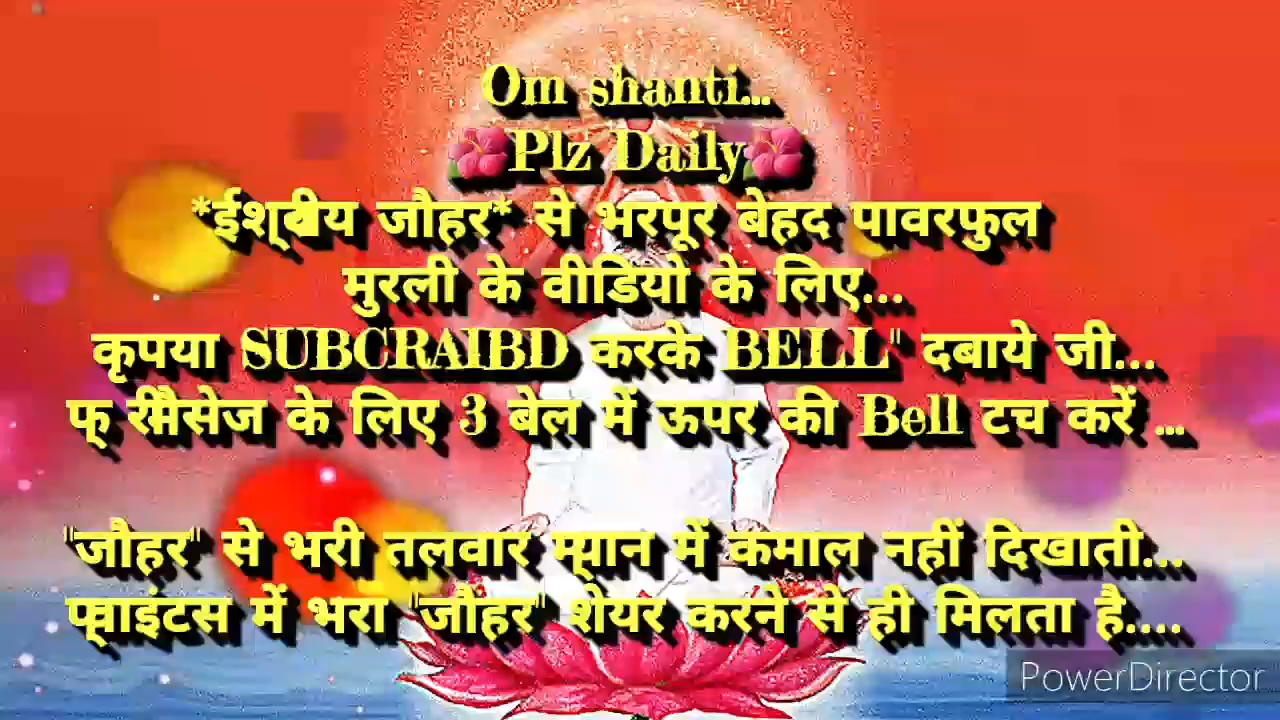 Om shanti...
🌺Plz Daily🌺
*ईश्वरीय जौहर* से भरपूर बेहद पावरफुल
मुरली के वीडियो के लिए...
कृपया SUBCRAIBD करके BELL" दबाये जी...
फ्री मैसेज के लिए 3 बेल में ऊपर की Bell टच करें ...
"जौहर" से भरी तलवार म्यान में कमाल नहीं दिखाती...
प्वाइंटस में भरा "जौहर" शेयर करने से ही मिलता है....
PowerDirector